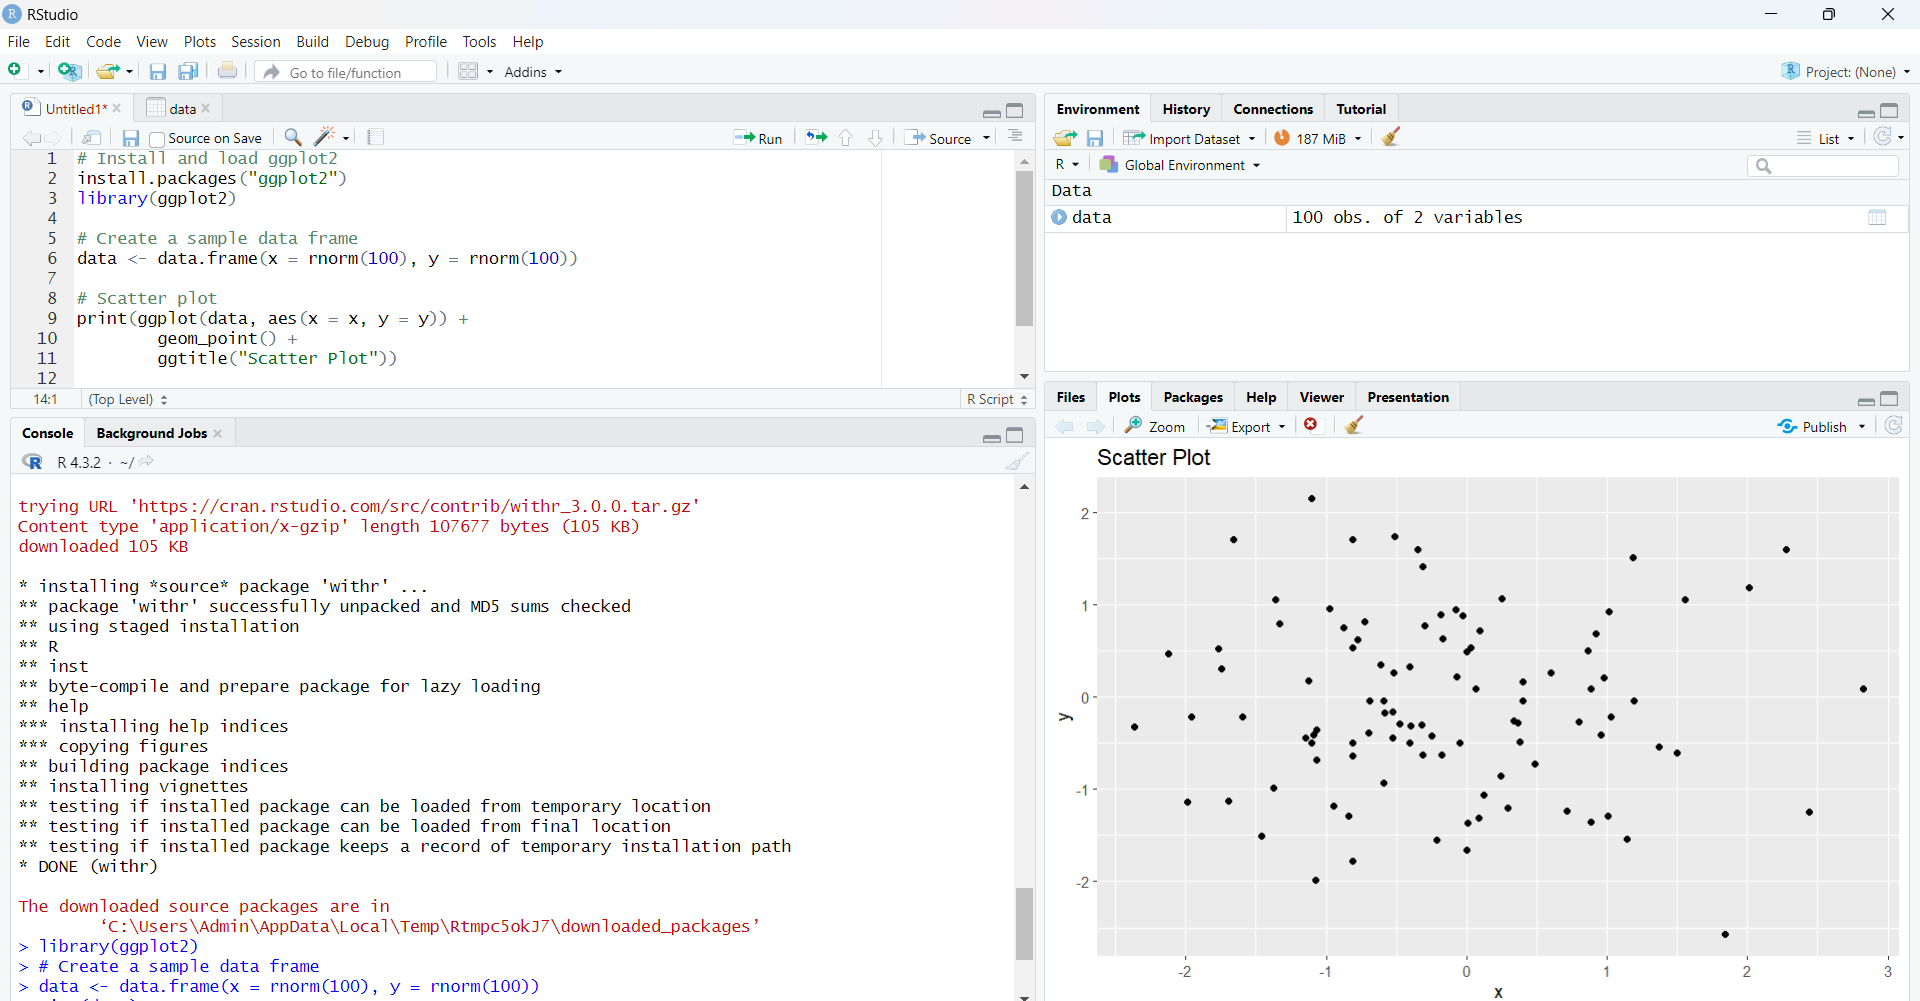 RStudio
File Edit Code View Plots Session Build Debug Profile Tools Help
Go to file/function Addins Project: (None)
Untitled1* data
Source on Save Run Source
1 # Install and load ggplot2
2 install.packages("ggplot2")
3 library(ggplot2)
4
5 # Create a sample data frame
6 data <- data.frame(x = rnorm(100), y = rnorm(100))
7
8 # Scatter plot
9 print(ggplot(data, aes(x = x, y = y)) +
10 geom_point() +
11 ggtitle("Scatter Plot"))
12
14:1 (Top Level) R Script
Console Background Jobs
R 4.3.2 · ~/
trying URL 'https://cran.rstudio.com/src/contrib/withr_3.0.0.tar.gz'
Content type 'application/x-gzip' length 107677 bytes (105 KB)
downloaded 105 KB
* installing *source* package 'withr' ...
** package 'withr' successfully unpacked and MD5 sums checked
** using staged installation
** R
** inst
** byte-compile and prepare package for lazy loading
** help
*** installing help indices
*** copying figures
** building package indices
** installing vignettes
** testing if installed package can be loaded from temporary location
** testing if installed package can be loaded from final location
** testing if installed package keeps a record of temporary installation path
* DONE (withr)
The downloaded source packages are in
‘C:\Users\Admin\AppData\Local\Temp\Rtmpc5okJ7\downloaded_packages’
> library(ggplot2)
> # Create a sample data frame
> data <- data.frame(x = rnorm(100), y = rnorm(100))
Environment History Connections Tutorial
Import Dataset 187 MiB List
R Global Environment
Data
data 100 obs. of 2 variables
Files Plots Packages Help Viewer Presentation
Zoom Export Publish
Scatter Plot
2
1
0
-1
-2
y
-2 -1 0 1 2 3
x